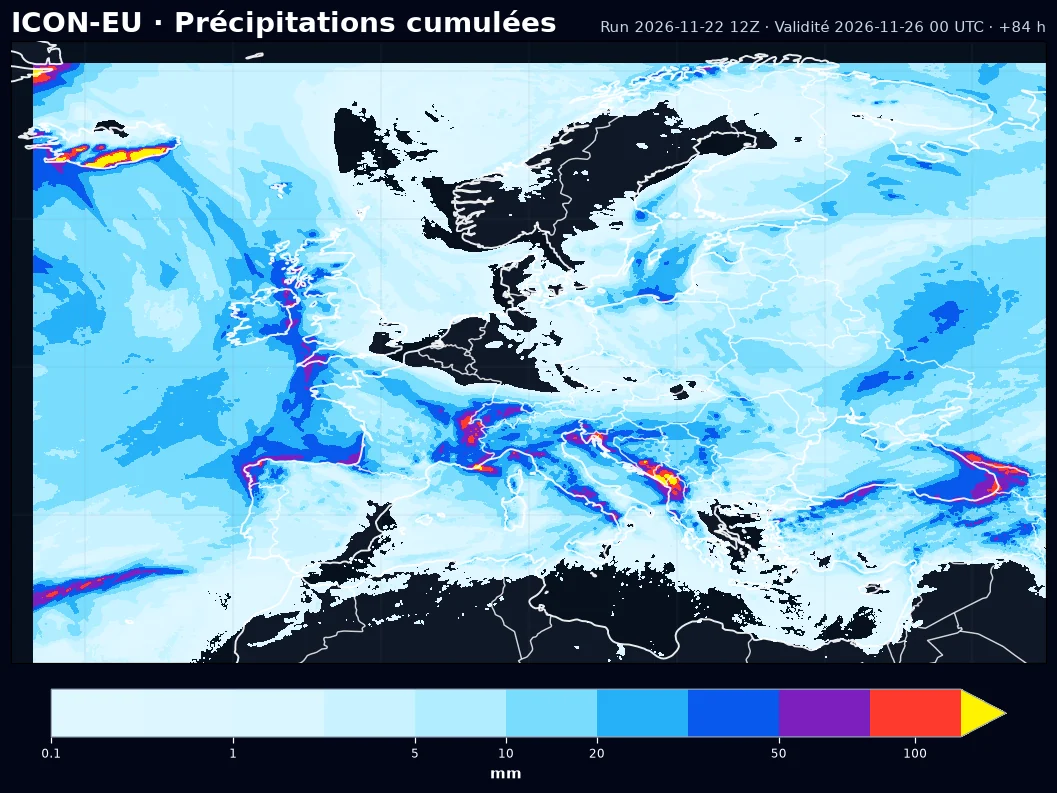 ICON-EU · Précipitations cumulées
Run 2026-11-22 12Z · Validité 2026-11-26 00 UTC · +84 h
0.1 1 5 10 20 50 100
mm